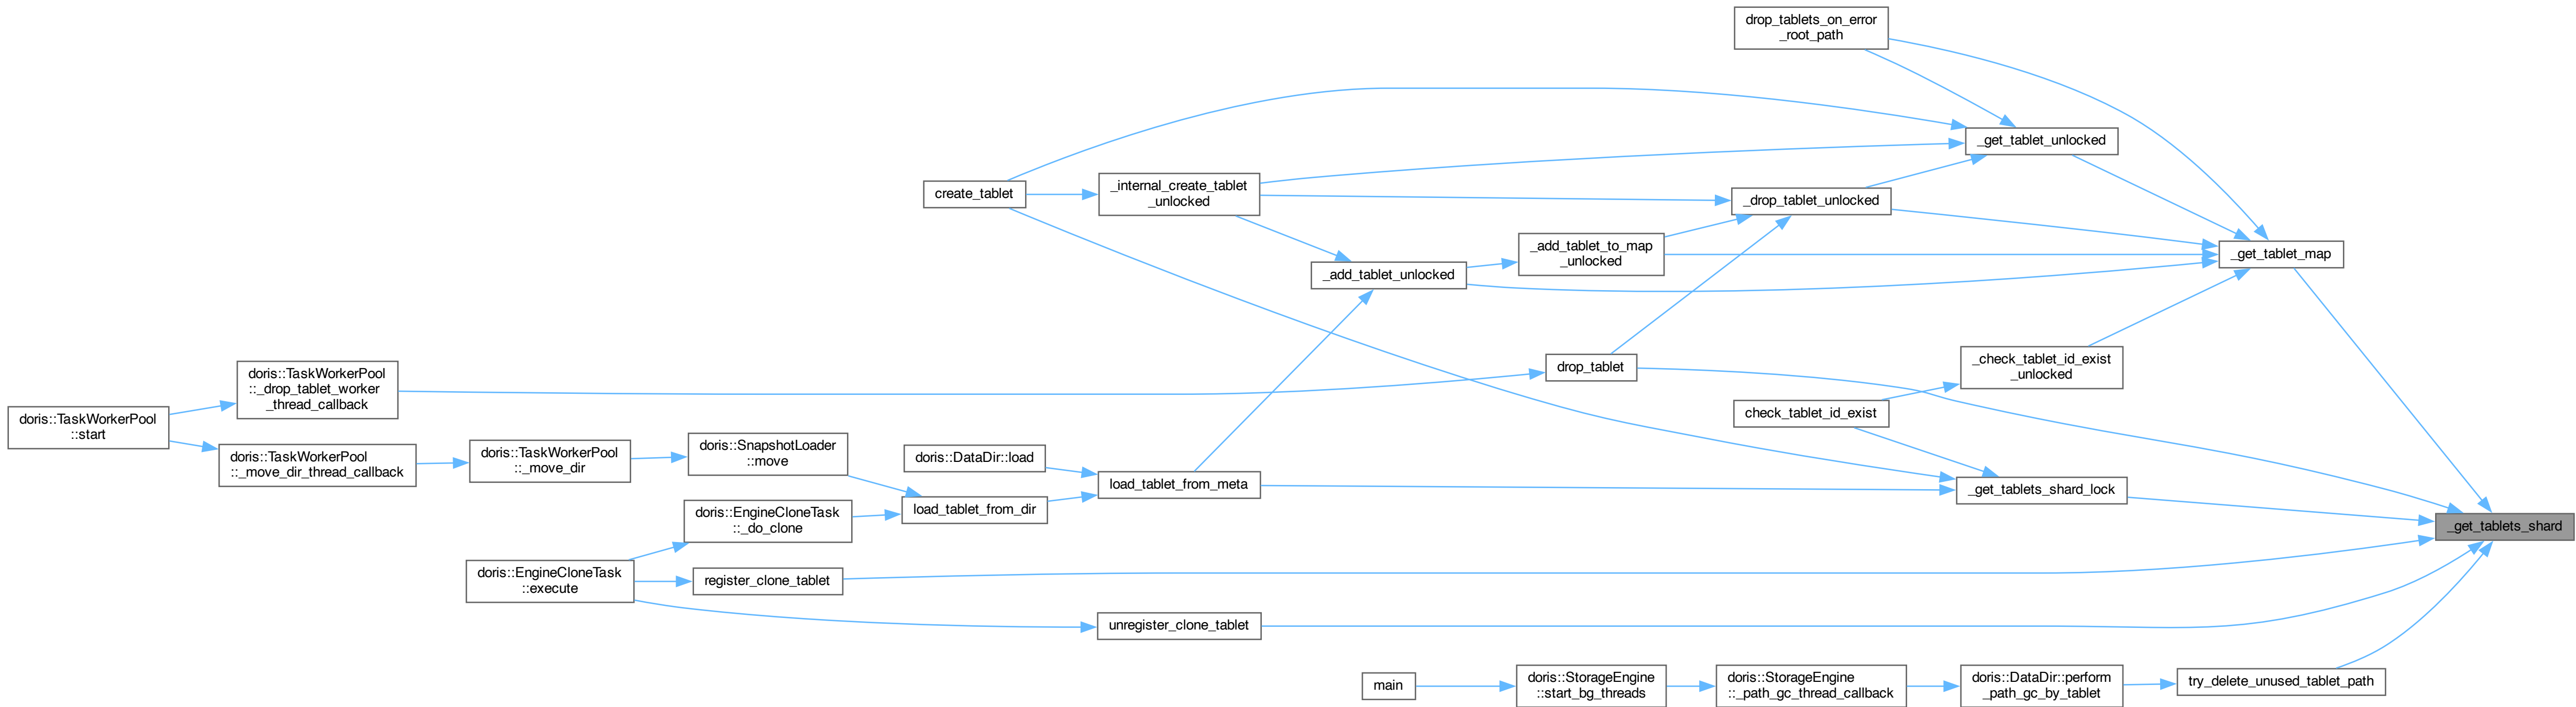 drop_tablets_on_error
_root_path
_get_tablet_unlocked
_internal_create_tablet
_unlocked
create_tablet
_drop_tablet_unlocked
_add_tablet_to_map
_unlocked
_get_tablet_map
_add_tablet_unlocked
_check_tablet_id_exist
_unlocked
drop_tablet
doris::TaskWorkerPool
::_drop_tablet_worker
_thread_callback
check_tablet_id_exist
doris::TaskWorkerPool
::start
doris::SnapshotLoader
::move
doris::TaskWorkerPool
::_move_dir
doris::TaskWorkerPool
::_move_dir_thread_callback
doris::DataDir::load
load_tablet_from_meta
_get_tablets_shard_lock
load_tablet_from_dir
doris::EngineCloneTask
::_do_clone
_get_tablets_shard
doris::EngineCloneTask
::execute
register_clone_tablet
unregister_clone_tablet
main
doris::StorageEngine
::start_bg_threads
doris::StorageEngine
::_path_gc_thread_callback
doris::DataDir::perform
_path_gc_by_tablet
try_delete_unused_tablet_path